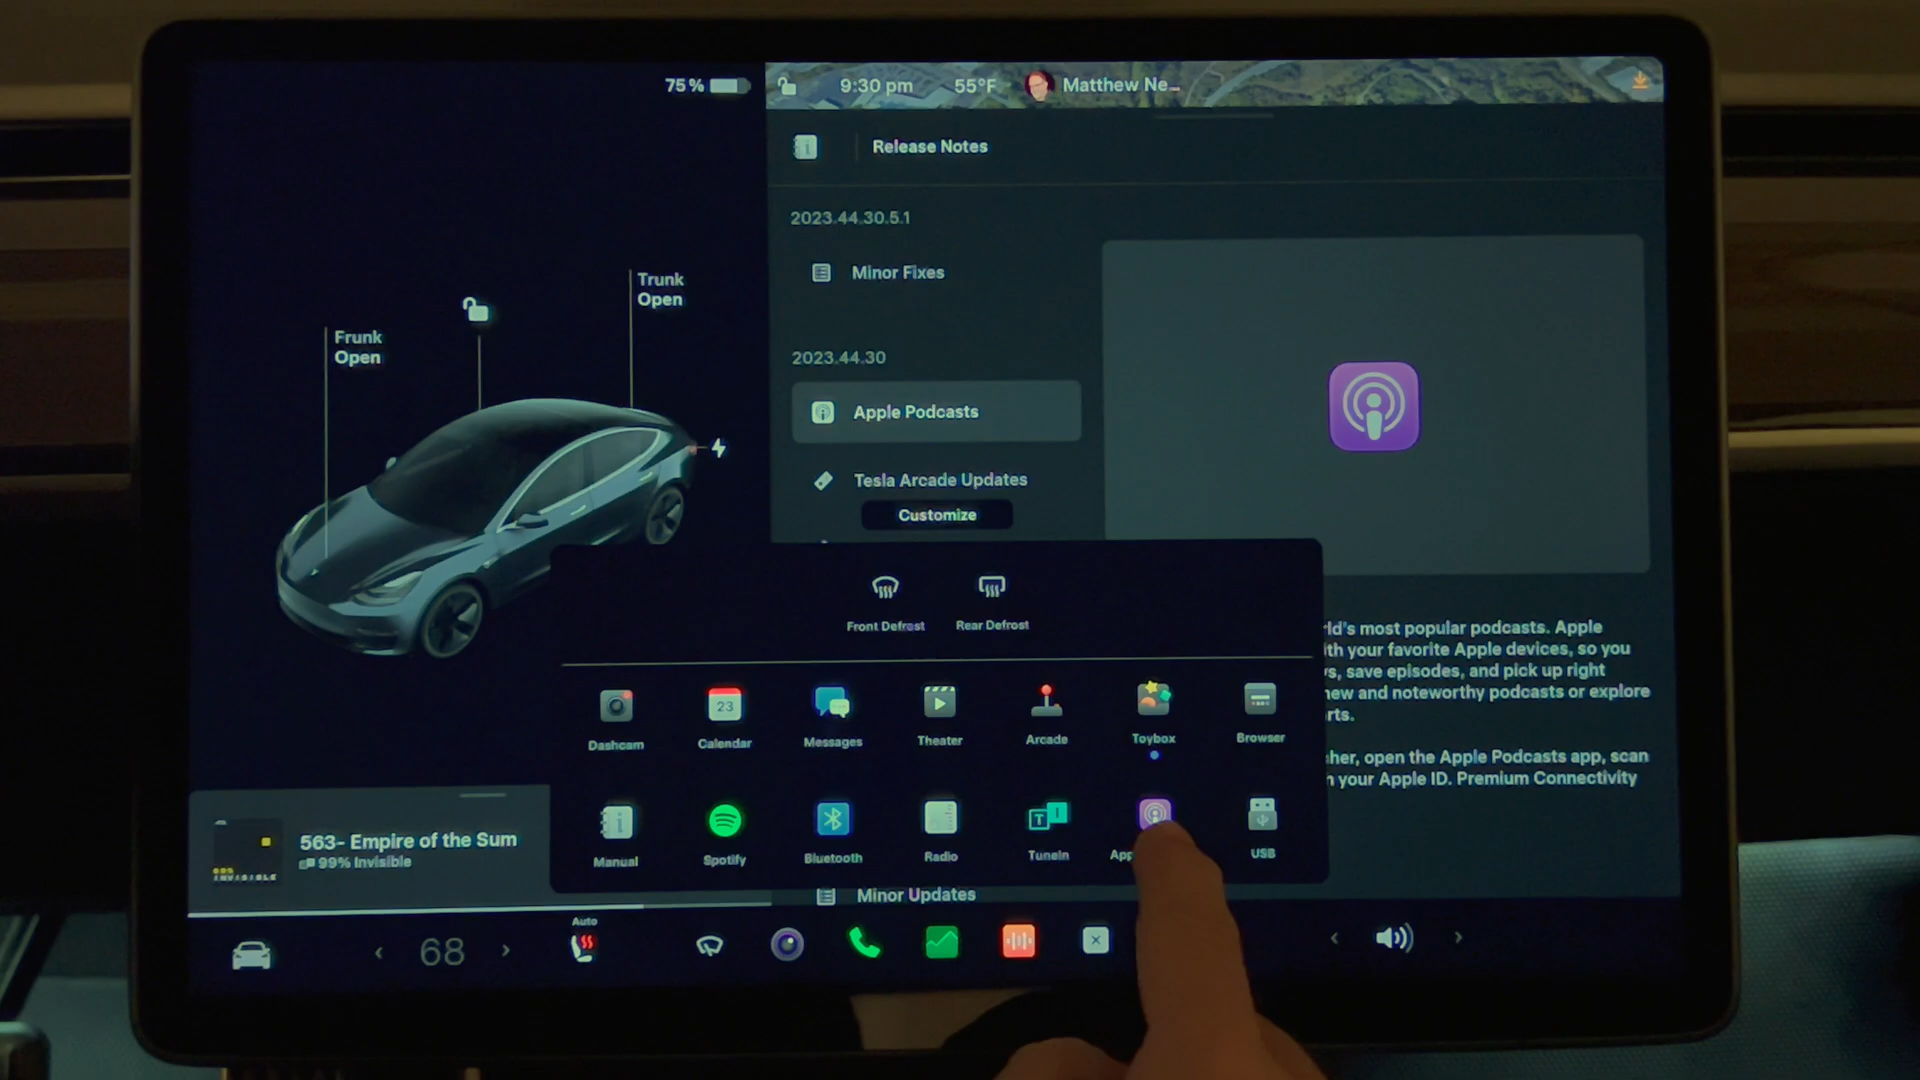 75%
9:30 pm
55°F
Matthew Ne…
Release Notes
2023.44.30.5.1
Minor Fixes
2023.44.30
Apple Podcasts
Tesla Arcade Updates
Customize
Trunk
Open
Frunk
Open
Front Defrost
Rear Defrost
Dashcam
23
Calendar
Messages
Theater
Arcade
Toybox
Browser
Manual
Spotify
Bluetooth
Radio
T
TuneIn
App
USB
ld's most popular podcasts. Apple
ith your favorite Apple devices, so you
s, save episodes, and pick up right
new and noteworthy podcasts or explore
rts.
her, open the Apple Podcasts app, scan
your Apple ID. Premium Connectivity
563- Empire of the Sum
99% Invisible
INVISIBLE
Minor Updates
68
Auto